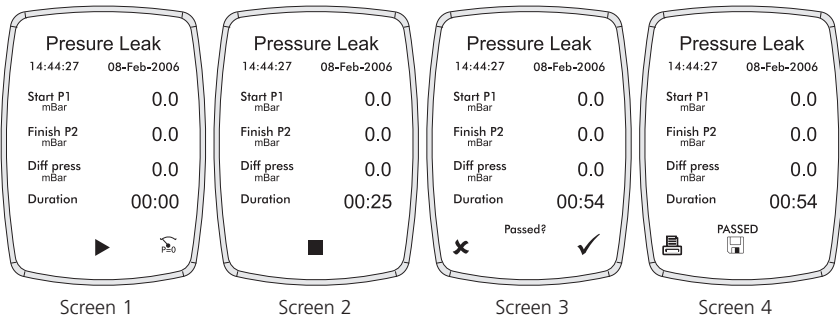 Presure Leak
14:44:27 08-Feb-2006
Start P1 0.0
mBar
Finish P2 0.0
mBar
Diff press 0.0
mBar
Duration 00:00
P=0
Screen 1
Pressure Leak
14:44:27 08-Feb-2006
Start P1 0.0
mBar
Finish P2 0.0
mBar
Diff press 0.0
mBar
Duration 00:25
Screen 2
Pressure Leak
14:44:27 08-Feb-2006
Start P1 0.0
mBar
Finish P2 0.0
mBar
Diff press 0.0
mBar
Duration 00:54
Passed?
Screen 3
Pressure Leak
14:44:27 08-Feb-2006
Start P1 0.0
mBar
Finish P2 0.0
mBar
Diff press 0.0
mBar
Duration 00:54
PASSED
Screen 4